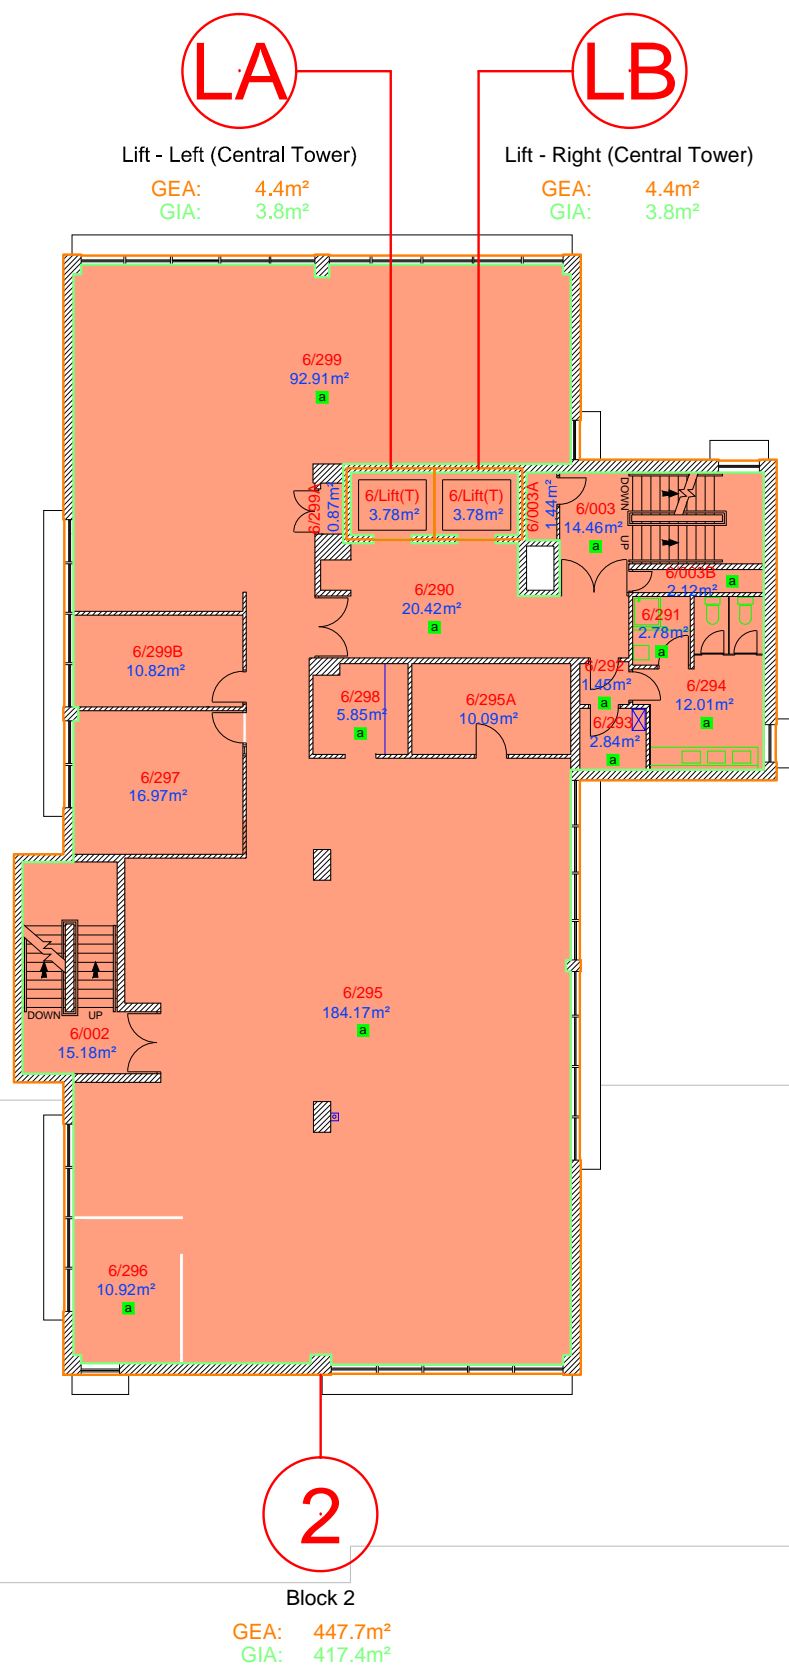 LA
LB
Lift - Left (Central Tower)
GEA: 4.4m²
GIA: 3.8m²
Lift - Right (Central Tower)
GEA: 4.4m²
GIA: 3.8m²
6/299
92.91m²
a
6/299A
0.87m²
6/Lift(T)
3.78m²
6/Lift(T)
3.78m²
6/003A
1.44m²
6/003
14.46m²
a
DOWN
UP
6/003B
2.12m²
a
6/290
20.42m²
a
6/291
2.78m²
a
6/299B
10.82m²
6/298
5.85m²
a
6/295A
10.09m²
6/292
1.45m²
a
6/294
12.01m²
a
6/293
2.84m²
a
6/297
16.97m²
6/295
184.17m²
a
DOWN
UP
6/002
15.18m²
6/296
10.92m²
a
2
Block 2
GEA: 447.7m²
GIA: 417.4m²